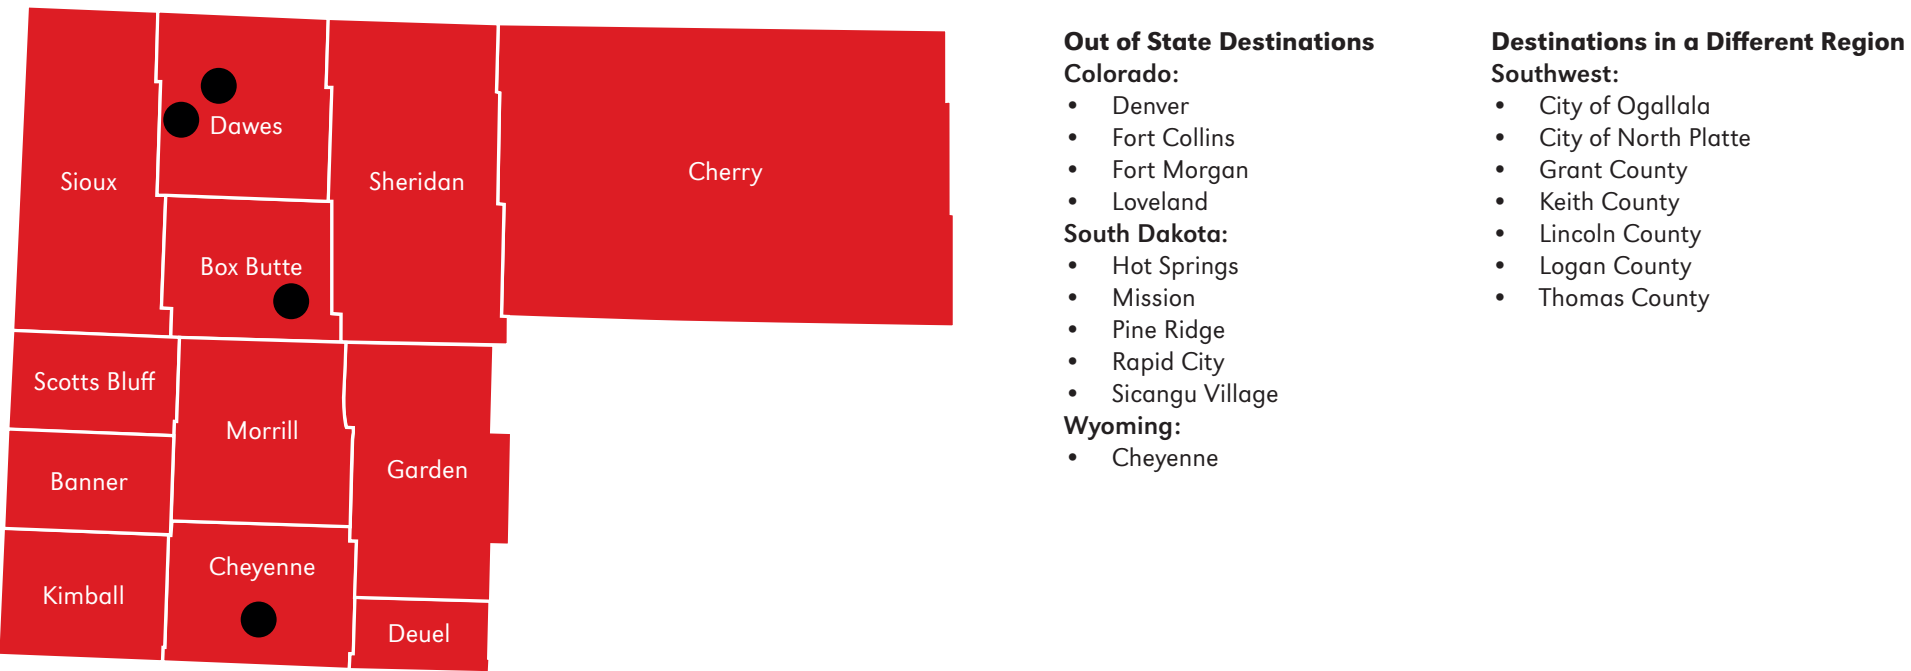 Dawes
Sioux
Sheridan
Cherry
Box Butte
Scotts Bluff
Morrill
Garden
Banner
Cheyenne
Kimball
Deuel
Out of State Destinations
Colorado:
• Denver
• Fort Collins
• Fort Morgan
• Loveland
South Dakota:
• Hot Springs
• Mission
• Pine Ridge
• Rapid City
• Sicangu Village
Wyoming:
• Cheyenne
Destinations in a Different Region
Southwest:
• City of Ogallala
• City of North Platte
• Grant County
• Keith County
• Lincoln County
• Logan County
• Thomas County